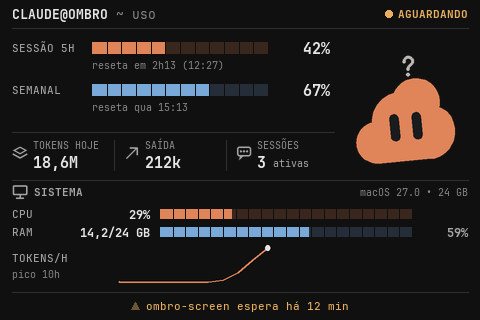 CLAUDE@OMBRO ~ USO
AGUARDANDO
SESSÃO 5H 42%
reseta em 2h13 (12:27)
SEMANAL 67%
reseta qua 15:13
?
TOKENS HOJE
18,6M
SAÍDA
212k
SESSÕES
3 ativas
SISTEMA
macOS 27.0 • 24 GB
CPU 29%
RAM 14,2/24 GB 59%
TOKENS/H
pico 10h
ombro-screen espera há 12 min